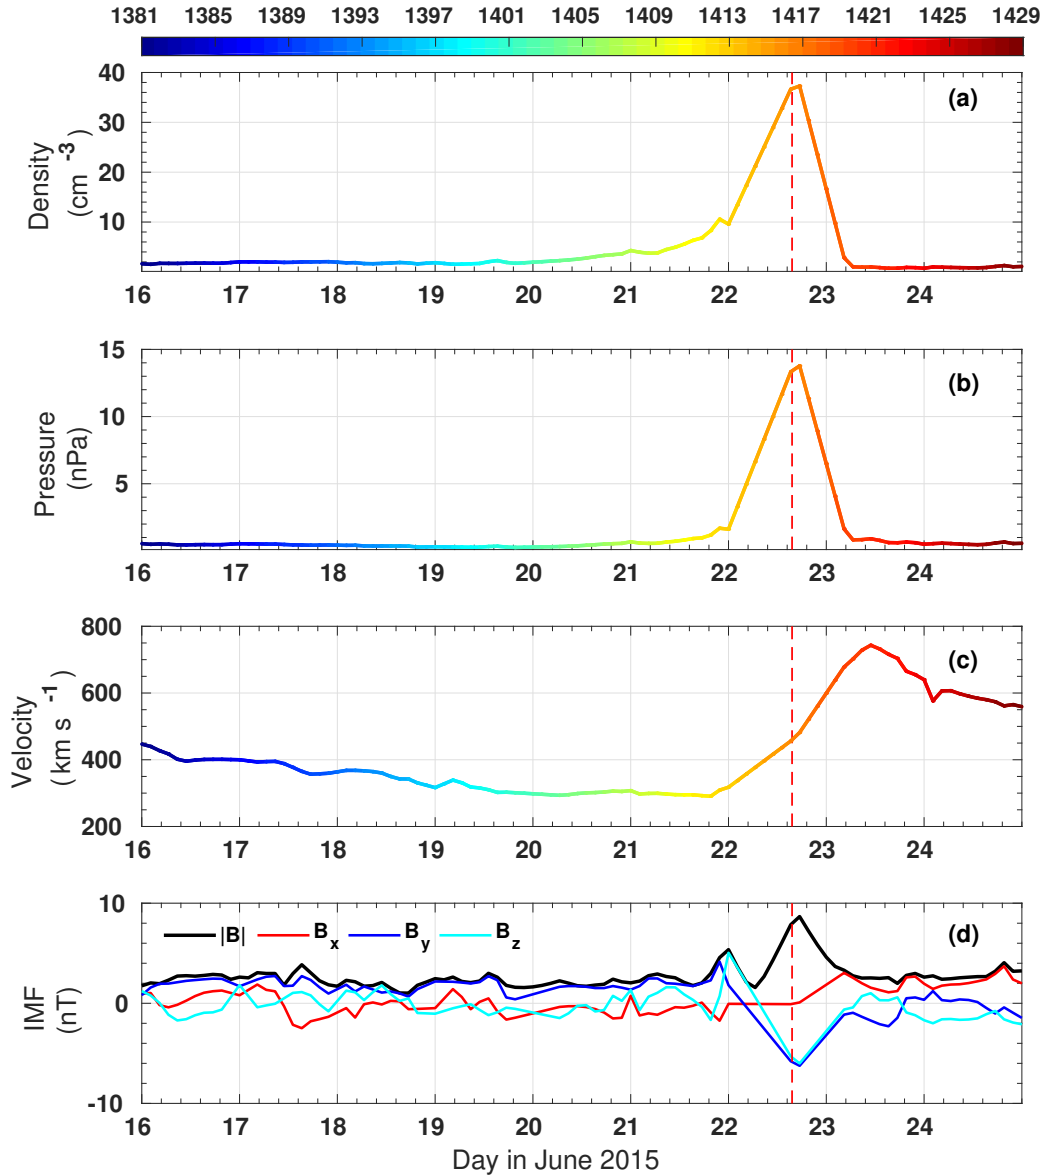 1381 1385 1389 1393 1397 1401 1405 1409 1413 1417 1421 1425 1429
(a)
Density
(cm -3)
40
30
20
10
16 17 18 19 20 21 22 23 24
(b)
Pressure
(nPa)
15
10
5
16 17 18 19 20 21 22 23 24
(c)
Velocity
(km s -1)
800
600
400
200
16 17 18 19 20 21 22 23 24
(d)
|B| Bx By Bz
IMF
(nT)
10
0
-10
16 17 18 19 20 21 22 23 24
Day in June 2015